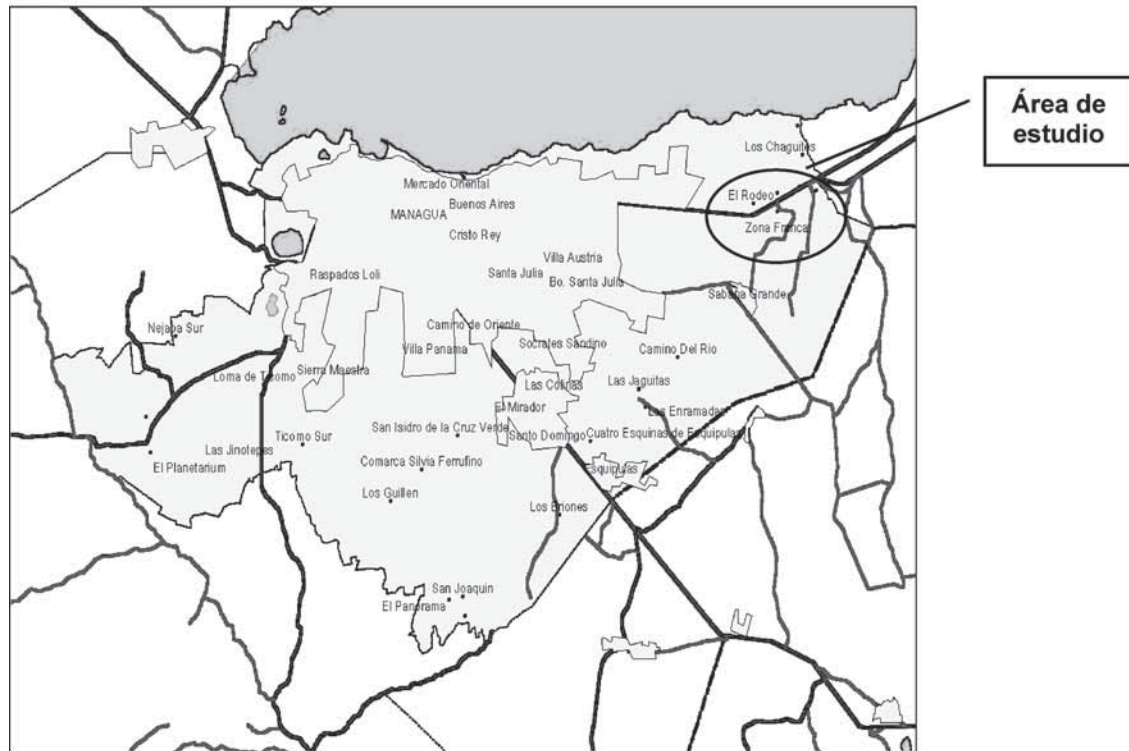 Área de
estudio
Los Chaguites
Mercado Oriental
El Rodeo
Buenos Aires
MANAGUA
Zona Franca
Cristo Rey
Villa Austria
Raspados Loli
Santa Julia
Bo. Santa Julia
Sabana Grande
Nejapa Sur
Camino de Oriente
Socrates Sandino
Villa Panama
Camino Del Rio
Sierra Maestra
Loma de Ticomo
Las Colinas
Las Jaguitas
El Mirador
Las Enramadas
San Isidro de la Cruz Verde
Santo Domingo
Cuatro Esquinas de Esquipulas
Ticomo Sur
Las Jinotepes
El Planetarium
Comarca Silvia Ferrufino
Esquipulas
Los Guillen
Los Briones
San Joaquin
El Panorama